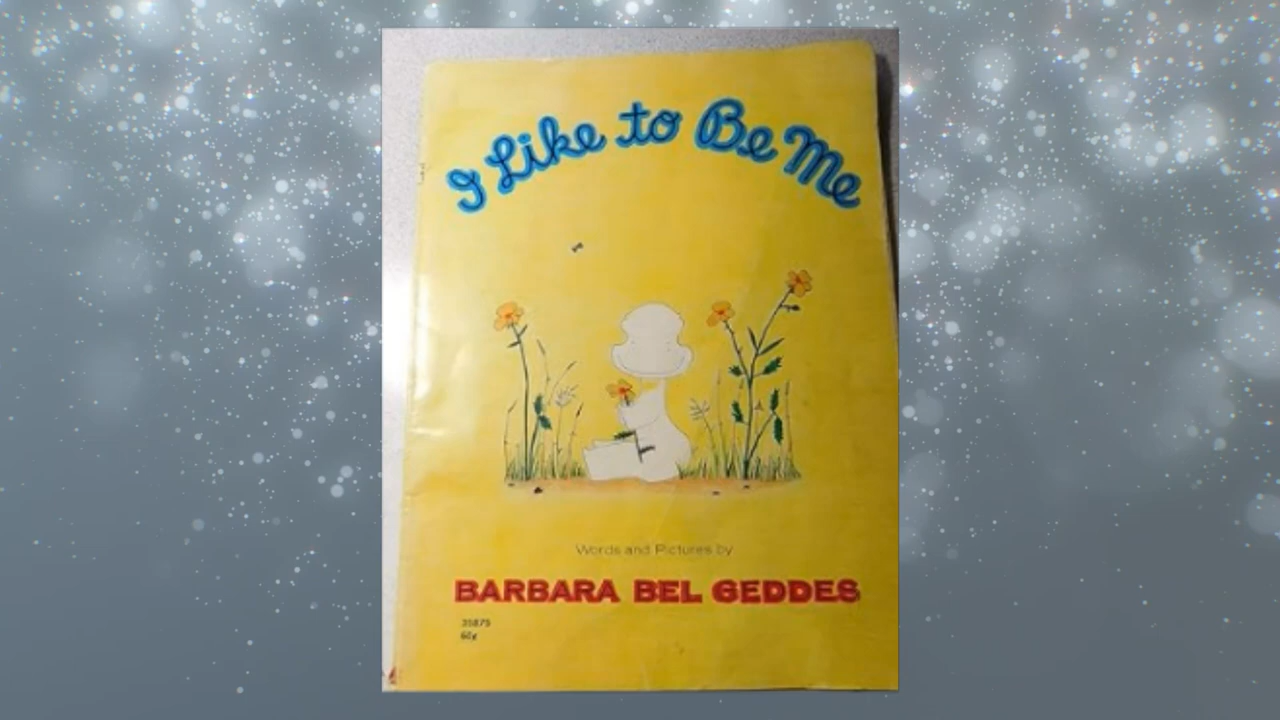 I Like to Be Me
Words and Pictures by
BARBARA BEL GEDDES
35875
60¢